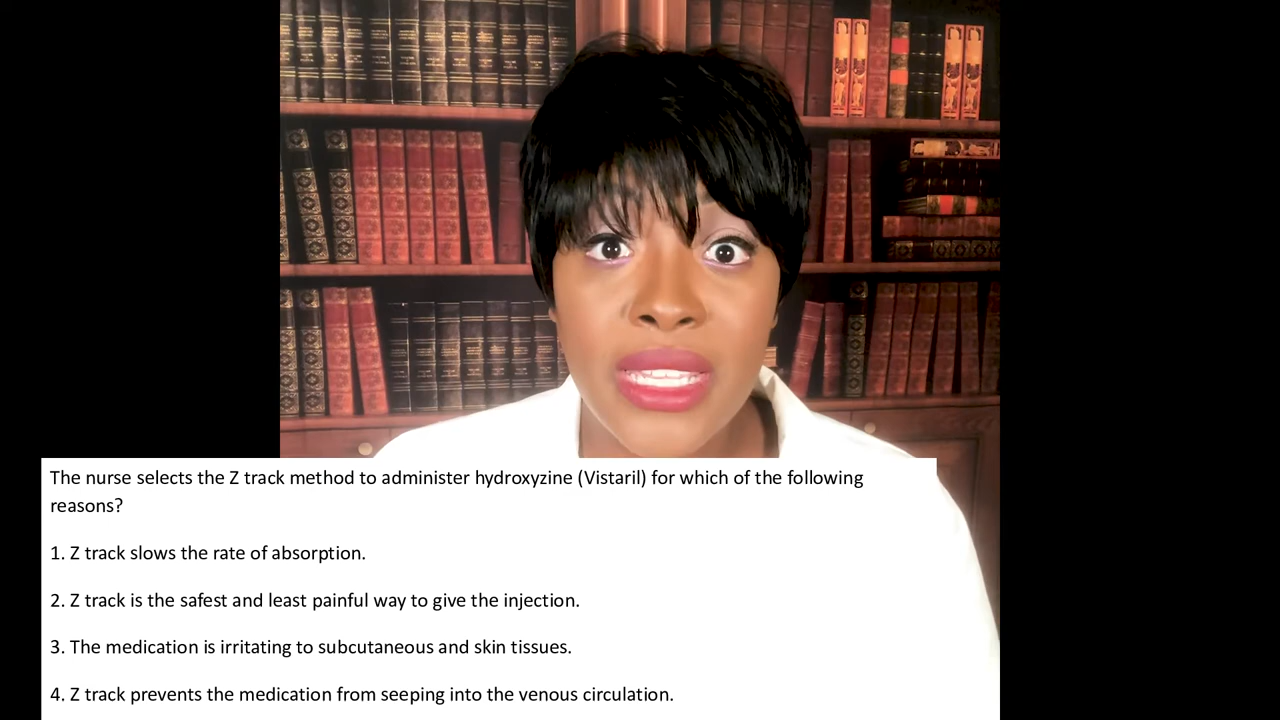 The nurse selects the Z track method to administer hydroxyzine (Vistaril) for which of the following
reasons?
1. Z track slows the rate of absorption.
2. Z track is the safest and least painful way to give the injection.
3. The medication is irritating to subcutaneous and skin tissues.
4. Z track prevents the medication from seeping into the venous circulation.